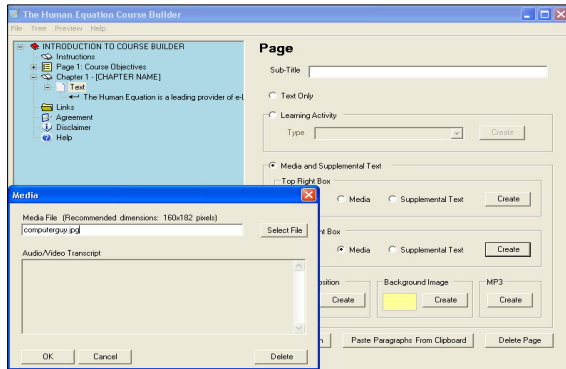 The Human Equation Course Builder
File Tree Preview Help
INTRODUCTION TO COURSE BUILDER
Instructions
Page 1: Course Objectives
Chapter 1 - [CHAPTER NAME]
Text
The Human Equation is a leading provider of e-l
Links
Agreement
Disclaimer
Help
Page
Sub-Title
Text Only
Learning Activity
Type
Create
Media and Supplemental Text
Top Right Box
Media
Supplemental Text
Create
nt Box
Media
Supplemental Text
Create
osition
Create
Background Image
Create
MP3
Create
Paste Paragraphs From Clipboard
Delete Page
Media
Media File (Recommended dimensions: 160x182 pixels)
computerguy.jpg
Select File
Audio/Video Transcript
OK
Cancel
Delete